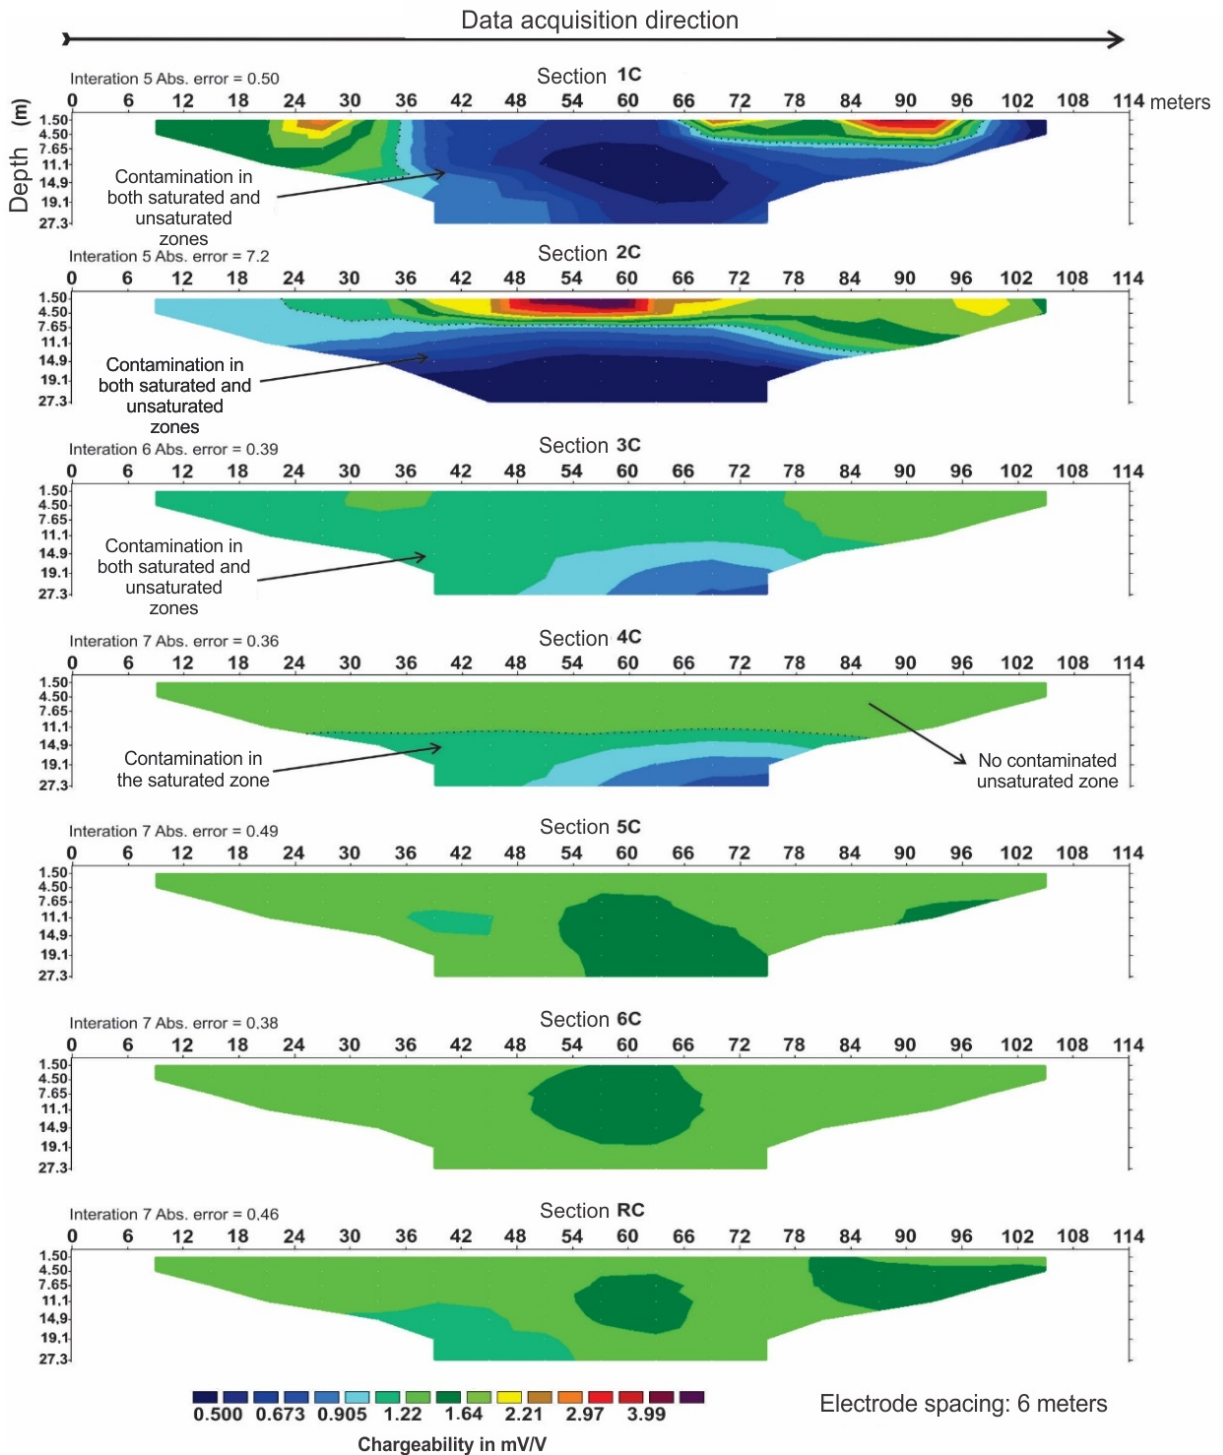 Data acquisition direction
Interation 5 Abs. error = 0.50
Section 1C
0 6 12 18 24 30 36 42 48 54 60 66 72 78 84 90 96 102 108 114 meters
Depth (m)
1.50
4.50
7.65
11.1
14.9
19.1
27.3
Contamination in
both saturated and
unsaturated
zones
Interation 5 Abs. error = 7.2
Section 2C
0 6 12 18 24 30 36 42 48 54 60 66 72 78 84 90 96 102 108 114
1.50
4.50
7.65
11.1
14.9
19.1
27.3
Contamination in
both saturated and
unsaturated
zones
Interation 6 Abs. error = 0.39
Section 3C
0 6 12 18 24 30 36 42 48 54 60 66 72 78 84 90 96 102 108 114
1.50
4.50
7.65
11.1
14.9
19.1
27.3
Contamination in
both saturated and
unsaturated
zones
Interation 7 Abs. error = 0.36
Section 4C
0 6 12 18 24 30 36 42 48 54 60 66 72 78 84 90 96 102 108 114
1.50
4.50
7.65
11.1
14.9
19.1
27.3
Contamination in
the saturated zone
No contaminated
unsaturated zone
Interation 7 Abs. error = 0.49
Section 5C
0 6 12 18 24 30 36 42 48 54 60 66 72 78 84 90 96 102 108 114
1.50
4.50
7.65
11.1
14.9
19.1
27.3
Interation 7 Abs. error = 0.38
Section 6C
0 6 12 18 24 30 36 42 48 54 60 66 72 78 84 90 96 102 108 114
1.50
4.50
7.65
11.1
14.9
19.1
27.3
Interation 7 Abs. error = 0.46
Section RC
0 6 12 18 24 30 36 42 48 54 60 66 72 78 84 90 96 102 108 114
1.50
4.50
7.65
11.1
14.9
19.1
27.3
0.500 0.673 0.905 1.22 1.64 2.21 2.97 3.99
Chargeability in mV/V
Electrode spacing: 6 meters